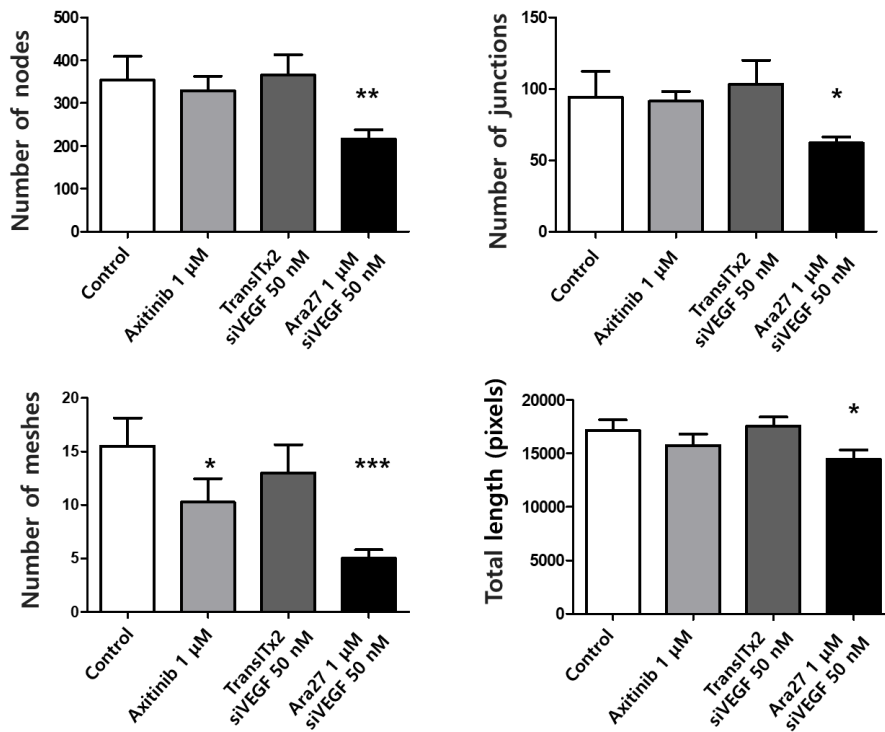 Number of nodes
500
400
300
200
100
0
**
Control
Axitinib 1 µM
TransITx2
siVEGF 50 nM
Ara27 1 µM
siVEGF 50 nM
Number of junctions
150
100
50
0
*
Control
Axitinib 1 µM
TransITx2
siVEGF 50 nM
Ara27 1 µM
siVEGF 50 nM
Number of meshes
20
15
10
5
0
*
***
Control
Axitinib 1 µM
TransITx2
siVEGF 50 nM
Ara27 1 µM
siVEGF 50 nM
Total length (pixels)
20000
15000
10000
5000
0
*
Control
Axitinib 1 µM
TransITx2
siVEGF 50 nM
Ara27 1 µM
siVEGF 50 nM